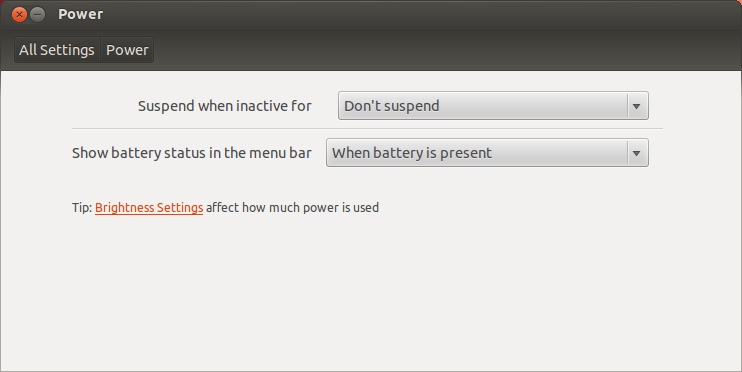 Power
All Settings Power
Suspend when inactive for Don't suspend
Show battery status in the menu bar When battery is present
Tip: Brightness Settings affect how much power is used